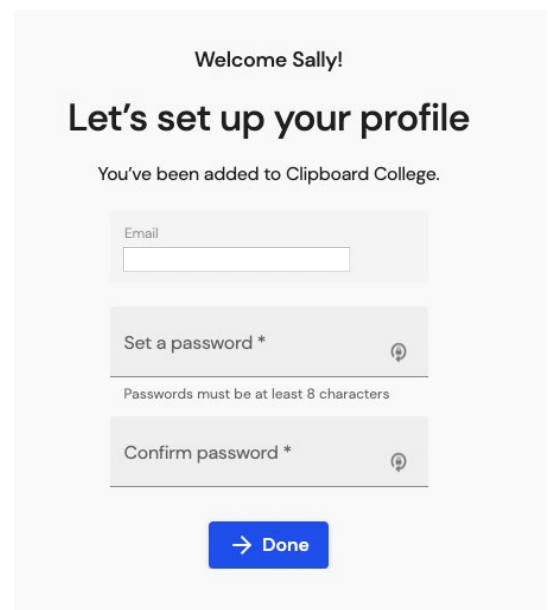 Welcome Sally!
Let’s set up your profile
You’ve been added to Clipboard College.
Email
Set a password *
Passwords must be at least 8 characters
Confirm password *
→ Done